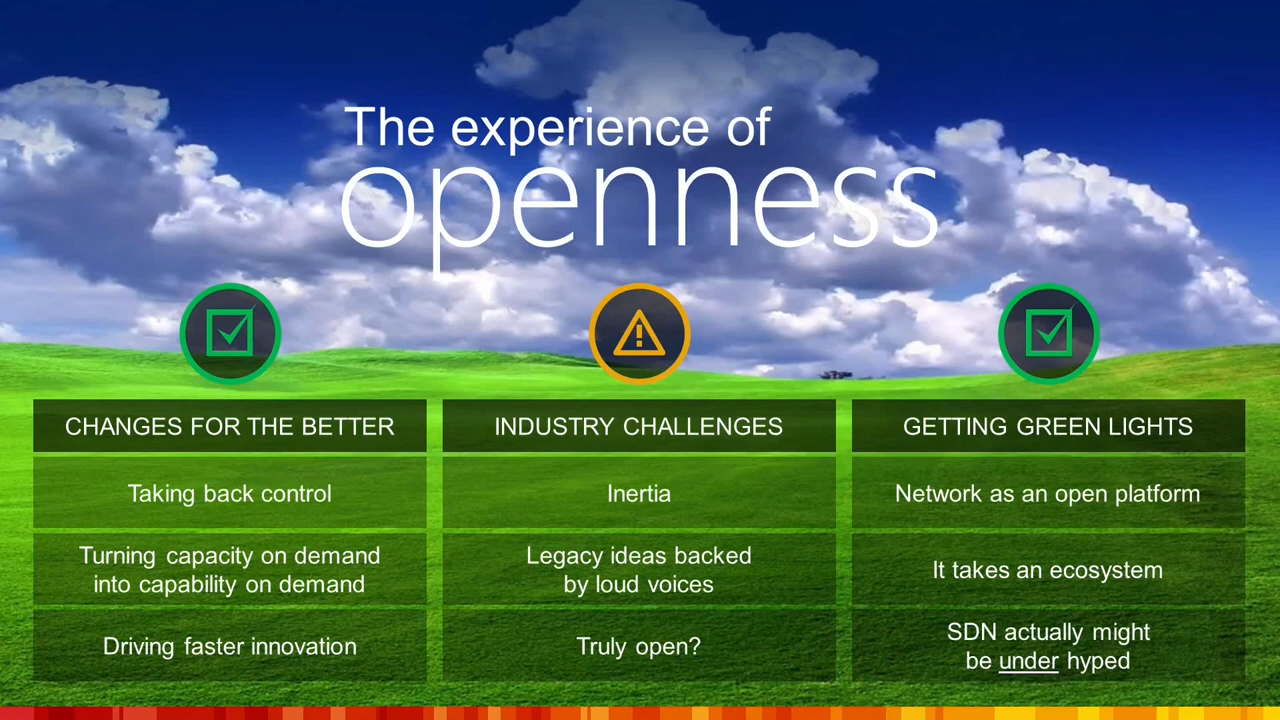 The experience of
openness
CHANGES FOR THE BETTER
Taking back control
Turning capacity on demand
into capability on demand
Driving faster innovation
INDUSTRY CHALLENGES
Inertia
Legacy ideas backed
by loud voices
Truly open?
GETTING GREEN LIGHTS
Network as an open platform
It takes an ecosystem
SDN actually might
be under hyped